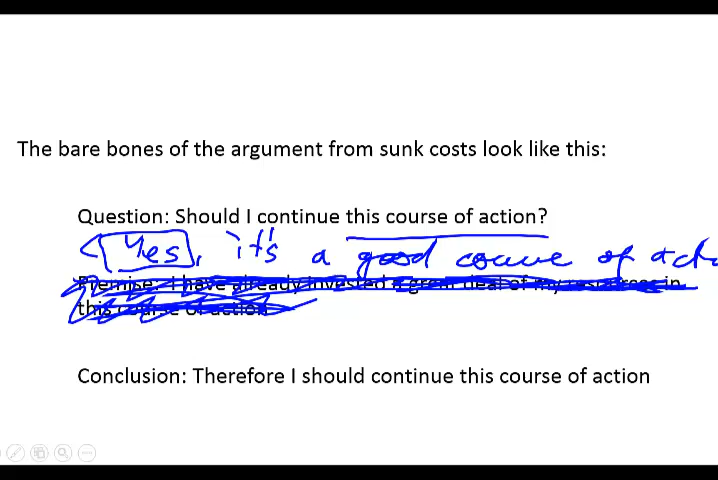 The bare bones of the argument from sunk costs look like this:
Question: Should I continue this course of action?
Yes, it's a good course of acti
Premise: I have already invested a great deal of my resources in
this course of action
Conclusion: Therefore I should continue this course of action